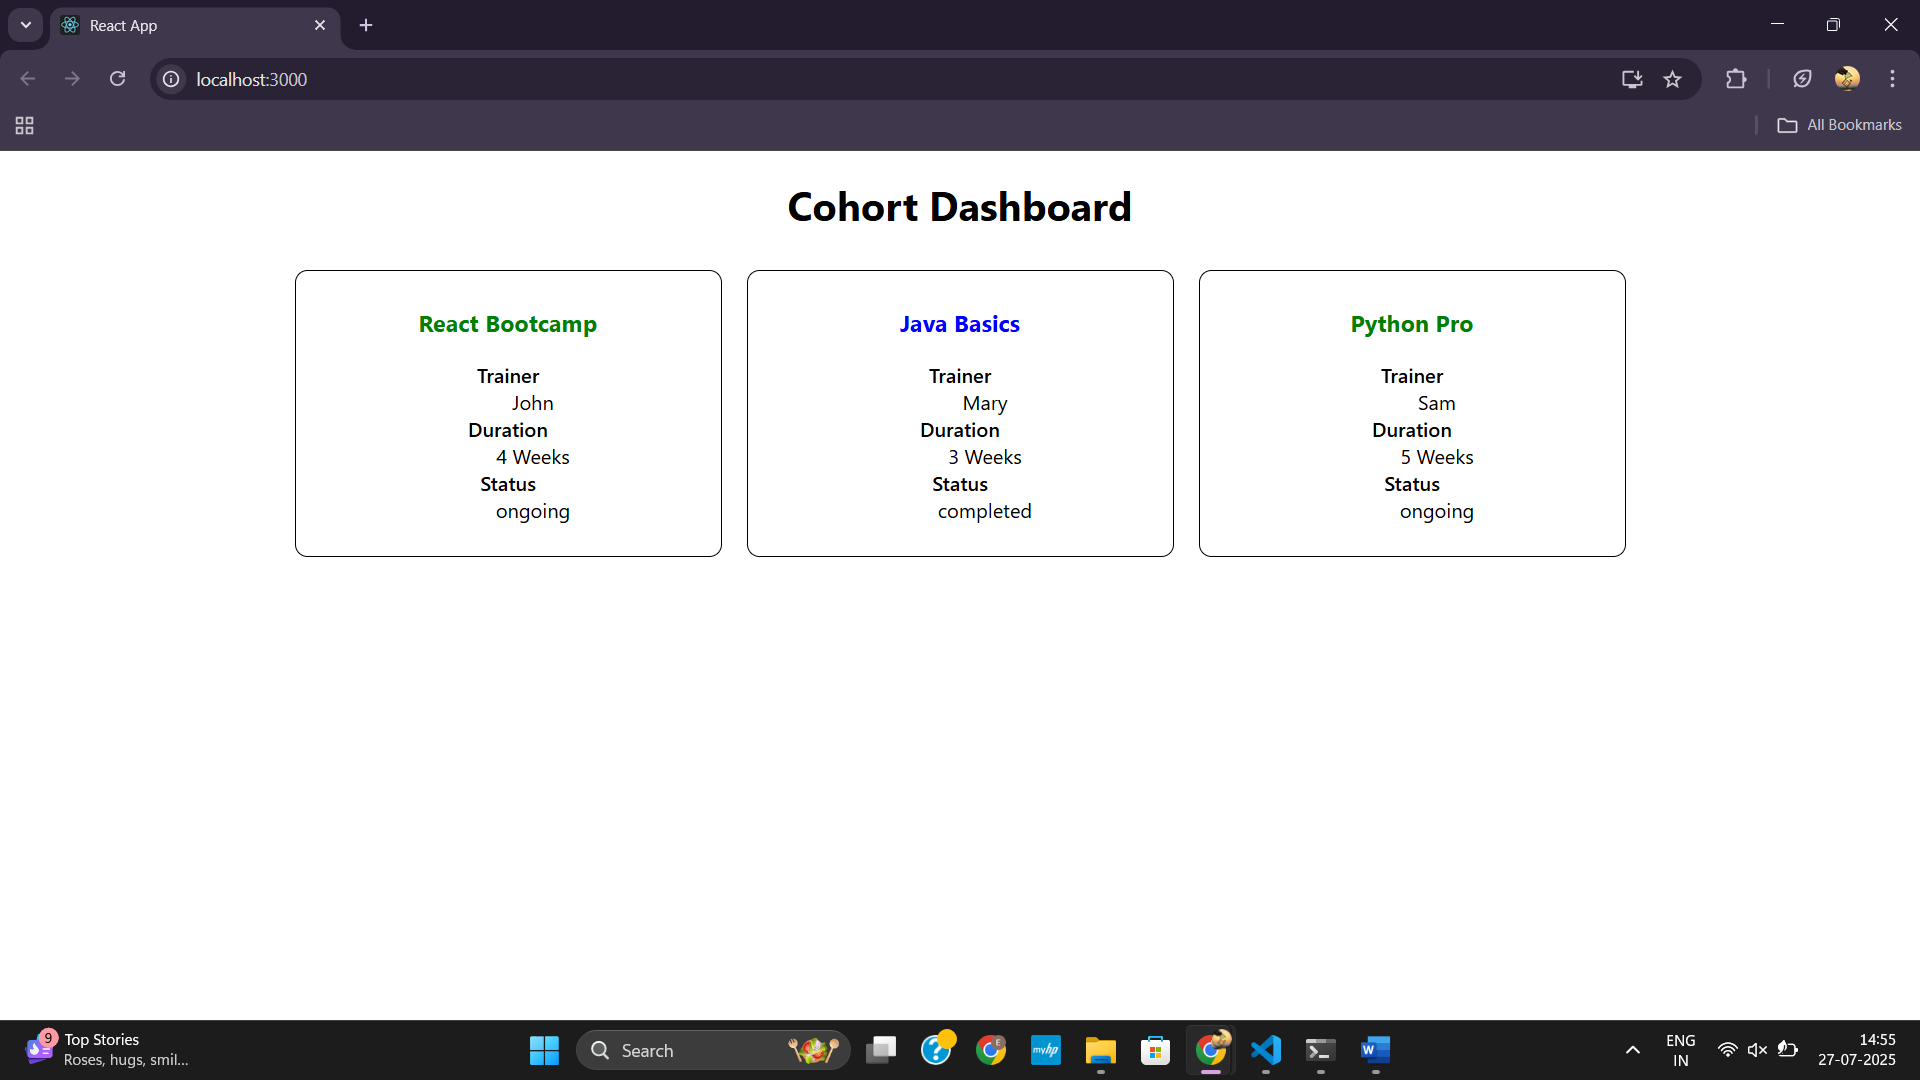 React App
localhost:3000
All Bookmarks
Cohort Dashboard
React Bootcamp
Trainer
John
Duration
4 Weeks
Status
ongoing
Java Basics
Trainer
Mary
Duration
3 Weeks
Status
completed
Python Pro
Trainer
Sam
Duration
5 Weeks
Status
ongoing
9
Top Stories
Roses, hugs, smil...
Search
?
E
myhp
W
ENG
IN
14:55
27-07-2025